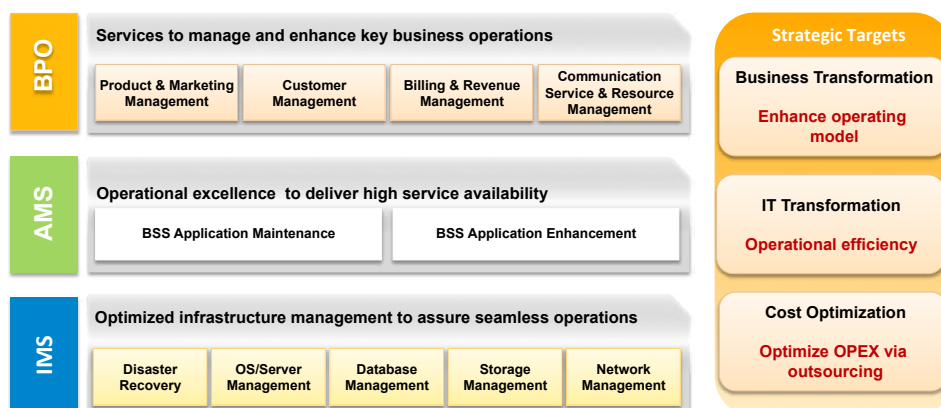 BPO
Services to manage and enhance key business operations
Product & Marketing
Management
Customer
Management
Billing & Revenue
Management
Communication
Service & Resource
Management
AMS
Operational excellence to deliver high service availability
BSS Application Maintenance
BSS Application Enhancement
IMS
Optimized infrastructure management to assure seamless operations
Disaster
Recovery
OS/Server
Management
Database
Management
Storage
Management
Network
Management
Strategic Targets
Business Transformation
Enhance operating
model
IT Transformation
Operational efficiency
Cost Optimization
Optimize OPEX via
outsourcing